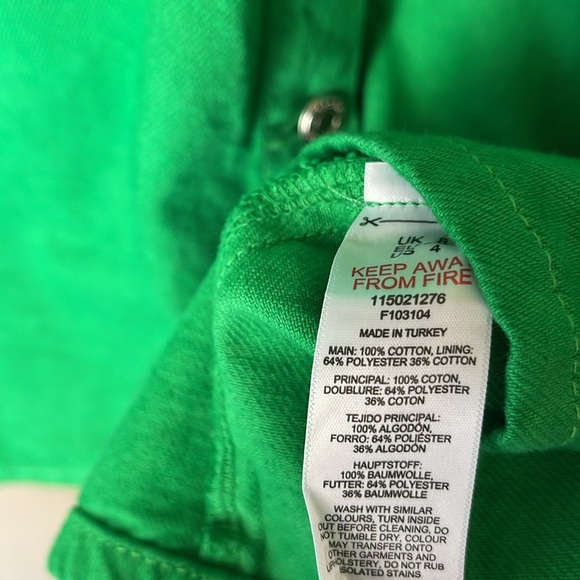 UK 8
US 4
KEEP AWA
FROM FIRE
115021276
F103104
MADE IN TURKEY
MAIN: 100% COTTON, LINING:
64% POLYESTER 36% COTTON
PRINCIPAL: 100% COTON,
DOUBLURE: 64% POLYESTER
36% COTON
TEJIDO PRINCIPAL:
100% ALGODÓN,
FORRO: 64% POLIÉSTER
36% ALGODÓN
HAUPTSTOFF:
100% BAUMWOLLE,
FUTTER: 64% POLYESTER
36% BAUMWOLLE
WASH WITH SIMILAR
COLOURS, TURN INSIDE
OUT BEFORE CLEANING, DO
NOT TUMBLE DRY, COLOUR
MAY TRANSFER ONTO
OTHER GARMENTS AND
UPHOLSTERY, DO NOT RUB
ISOLATED STAINS